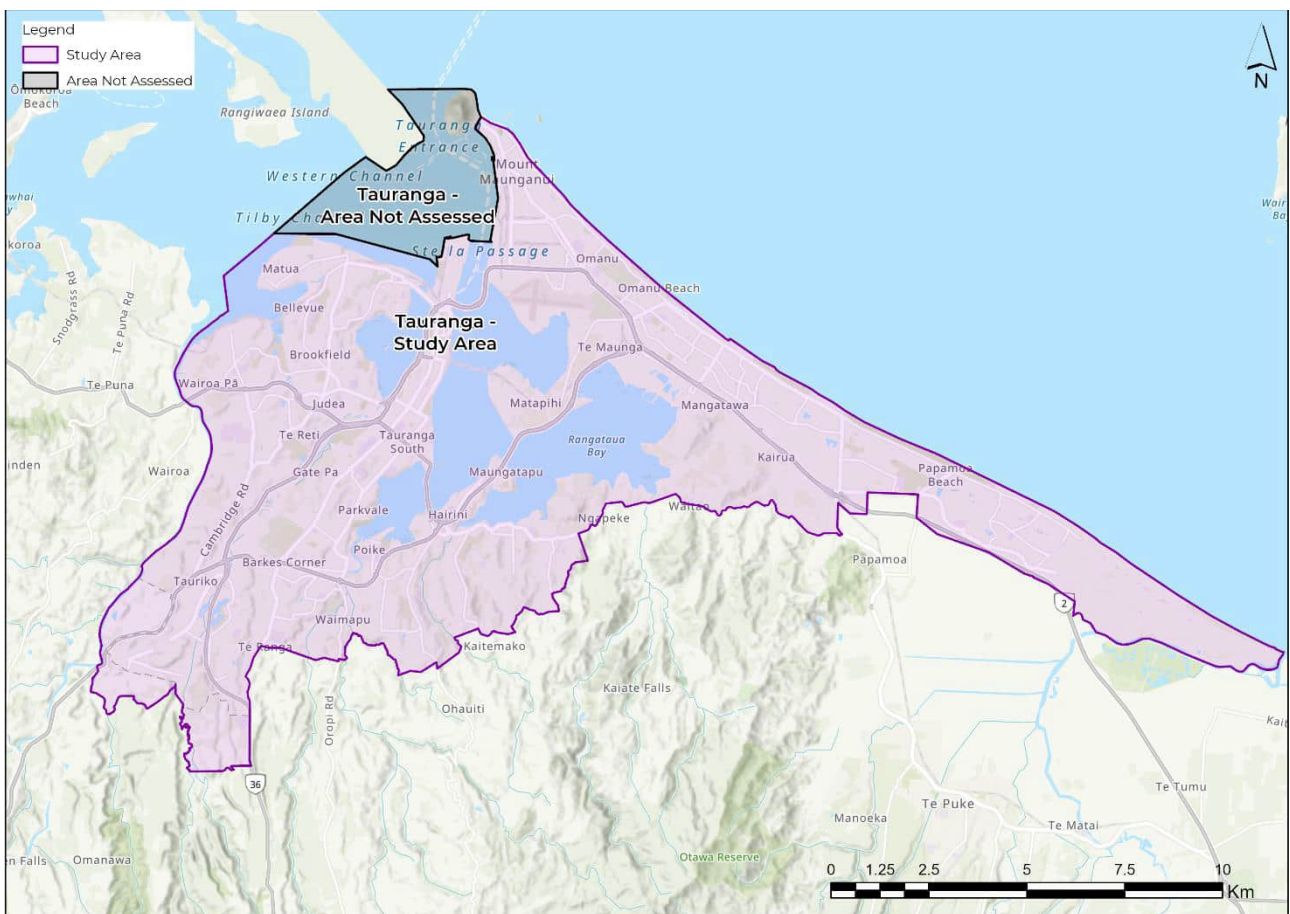 Legend
Study Area
Area Not Assessed
N
Beach
Rangiwaea Island
Tauranga
Entrance
Western Channel
Mount
Maunganui
Tauranga -
Area Not Assessed
Tilby
Stella Passage
Matua
Omanu
Bellevue
Omanu Beach
Tauranga -
Study Area
Snodgrass Rd
Te Puna Rd
Brookfield
Te Maunga
Te Puna
Wairoa Pā
Judea
Matapihi
Mangatawa
Te Reti
Tauranga
South
Rangataua
Bay
Wairoa
Gate Pa
Maungatapu
Kairua
Papamoa
Beach
Cambridge Rd
Parkvale
Hairini
Ngapeke
Poike
Barkes Corner
Papamoa
Tauriko
2
Waimapu
Te Ranga
Kaitemako
Kaiate Falls
Ohauiti
Oropi Rd
36
Te Tumu
Te Puke
Manoeka
Te Matai
Omanawa
Otawa Reserve
0 1.25 2.5 5 7.5 10
Km